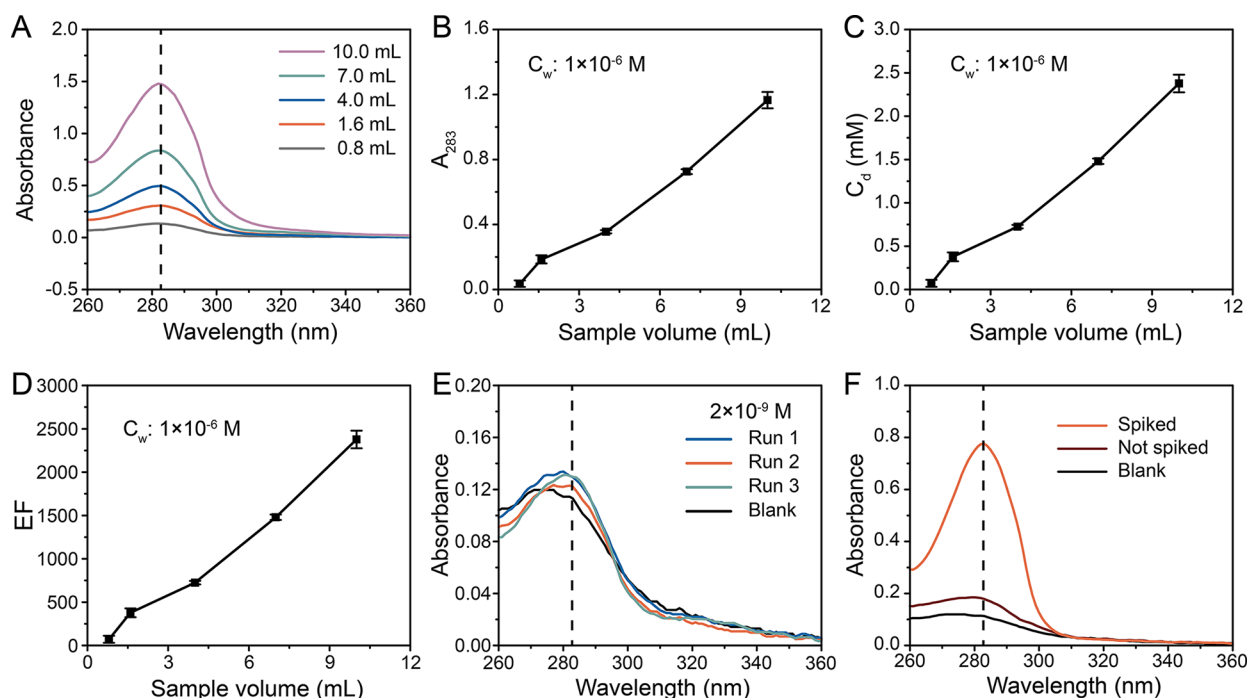 A
2.0
1.5
1.0
0.5
0.0
-0.5
260 280 300 320 340 360
Absorbance
Wavelength (nm)
10.0 mL
7.0 mL
4.0 mL
1.6 mL
0.8 mL
B
1.6
1.2
0.8
0.4
0.0
0 3 6 9 12
A283
Sample volume (mL)
Cw: 1×10-6 M
C
3.0
2.5
2.0
1.5
1.0
0.5
0.0
0 3 6 9 12
Cd (mM)
Sample volume (mL)
Cw: 1×10-6 M
D
3000
2500
2000
1500
1000
500
0
0 3 6 9 12
EF
Sample volume (mL)
Cw: 1×10-6 M
E
0.20
0.16
0.12
0.08
0.04
0.00
260 280 300 320 340 360
Absorbance
Wavelength (nm)
2×10-9 M
Run 1
Run 2
Run 3
Blank
F
1.0
0.8
0.6
0.4
0.2
0.0
260 280 300 320 340 360
Absorbance
Wavelength (nm)
Spiked
Not spiked
Blank